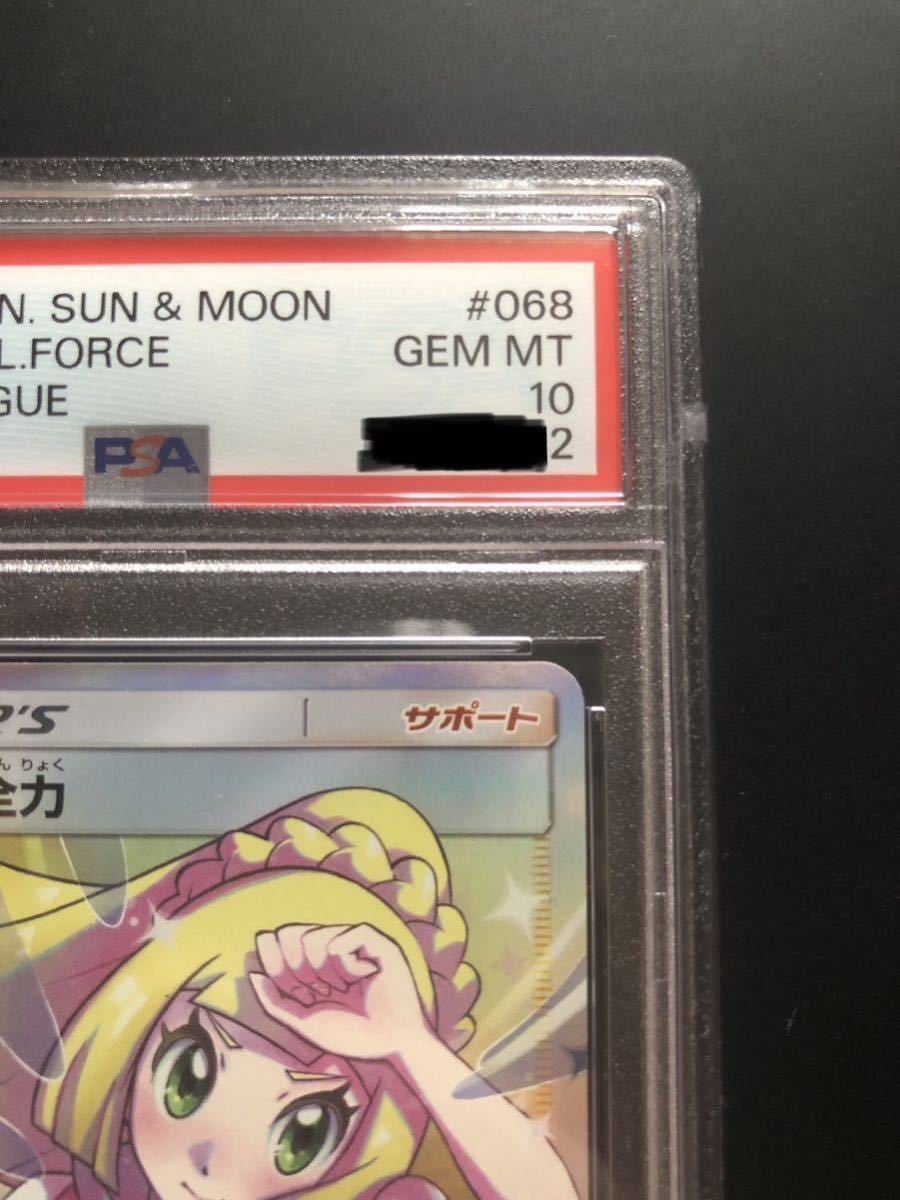 N. SUN & MOON #068
L.FORCE GEM MT
GUE 10
2
PSA
R'S サポート
ん りょく
全力